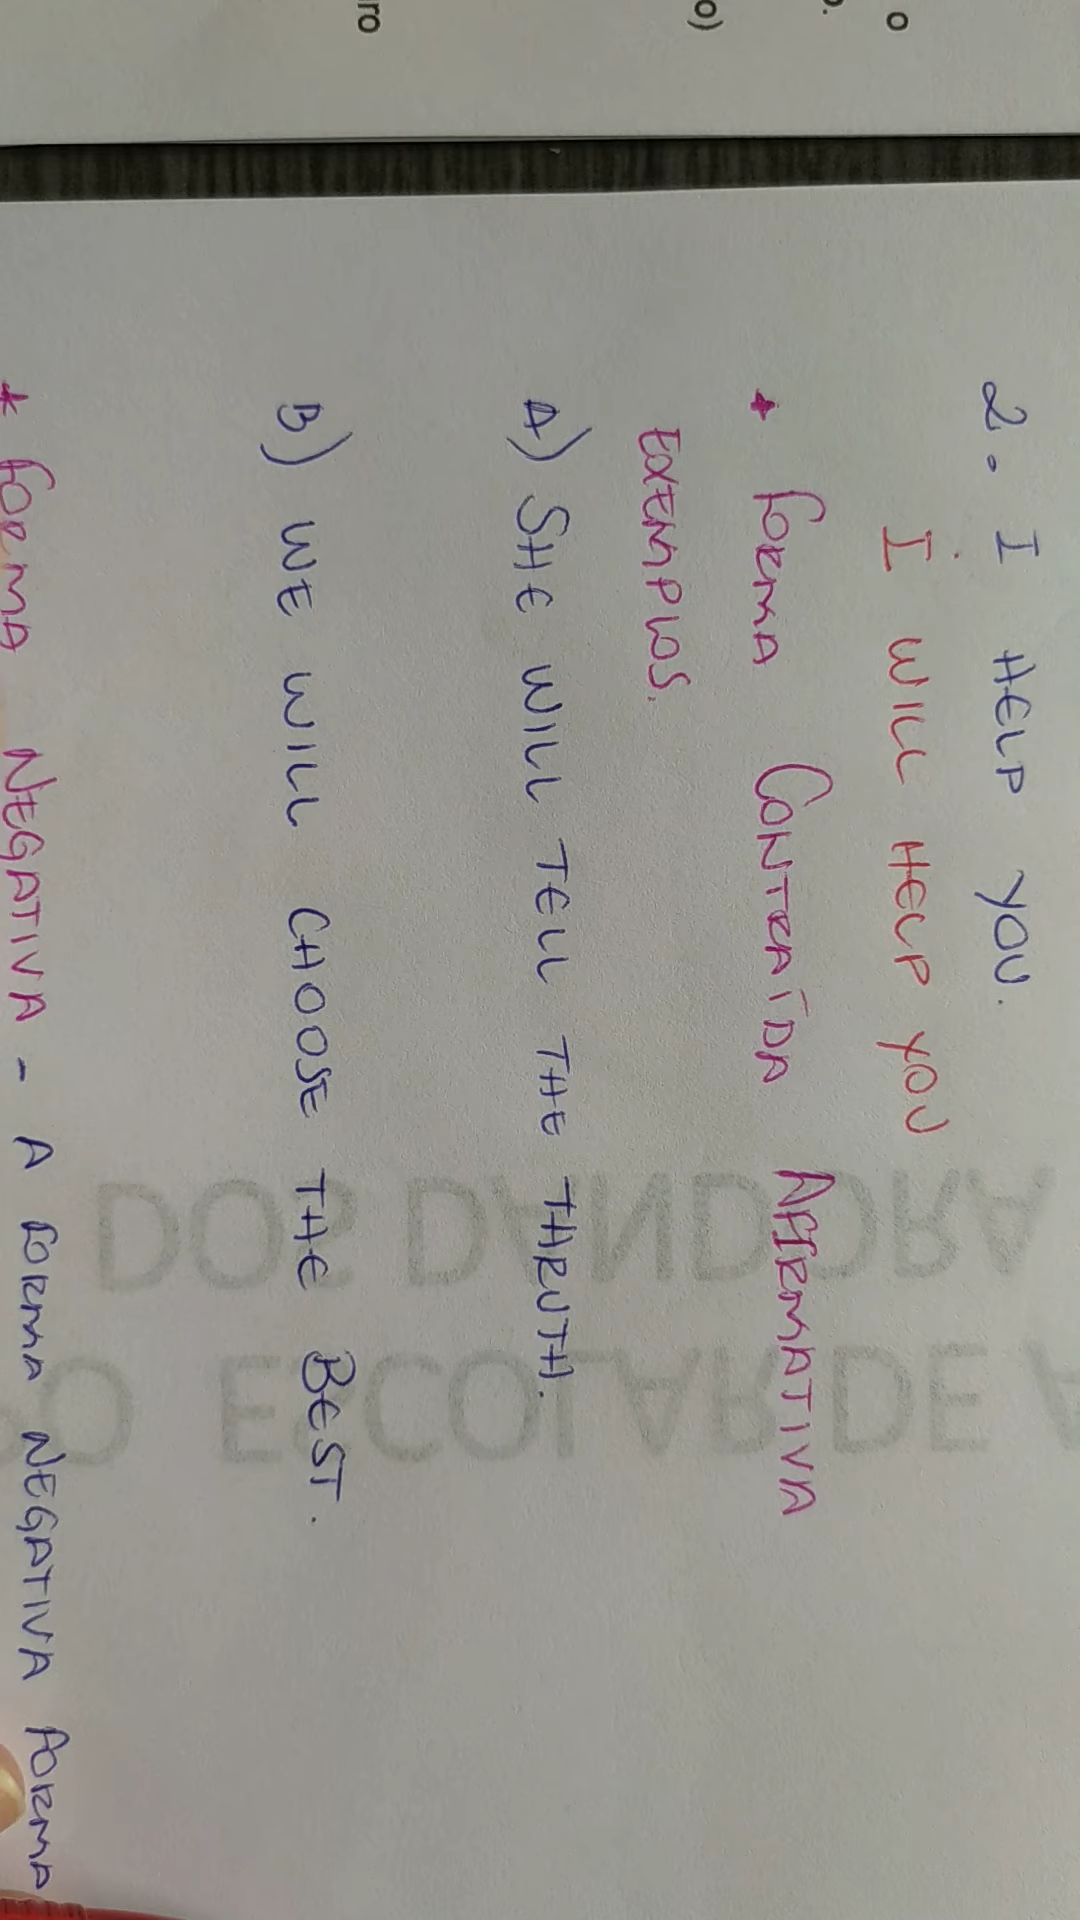 2. I HELP YOU.
I WILL HELP YOU
* FORMA CONTRAÍDA AFIRMATIVA
EXEMPLOS.
A) SHE WILL TELL THE THRUTH.
B) WE WILL CHOOSE THE BEST.
* FORMA NEGATIVA - A FORMA NEGATIVA FORMA